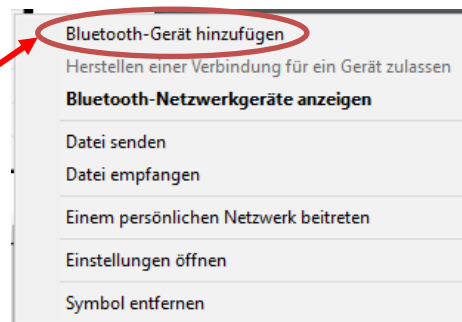 Bluetooth-Gerät hinzufügen
Herstellen einer Verbindung für ein Gerät zulassen
Bluetooth-Netzwerkgeräte anzeigen
Datei senden
Datei empfangen
Einem persönlichen Netzwerk beitreten
Einstellungen öffnen
Symbol entfernen